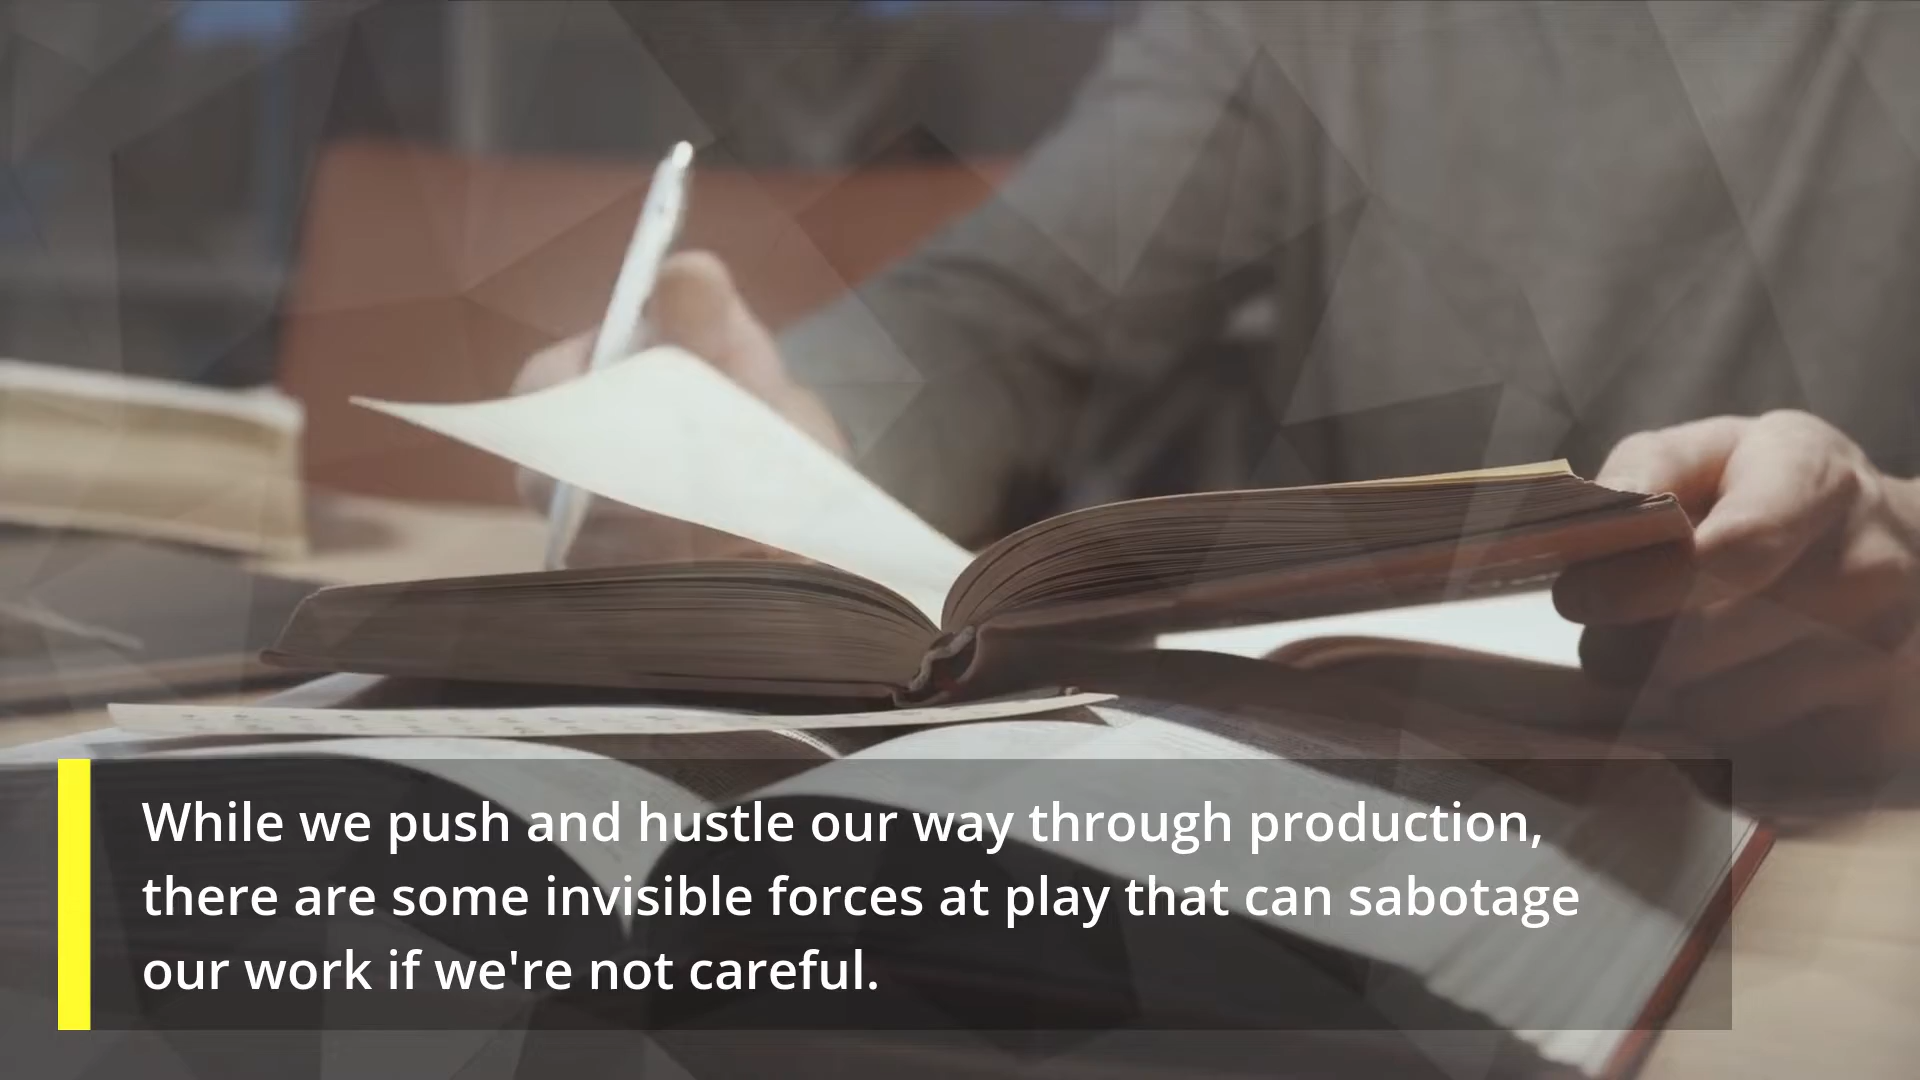 While we push and hustle our way through production,
there are some invisible forces at play that can sabotage
our work if we're not careful.